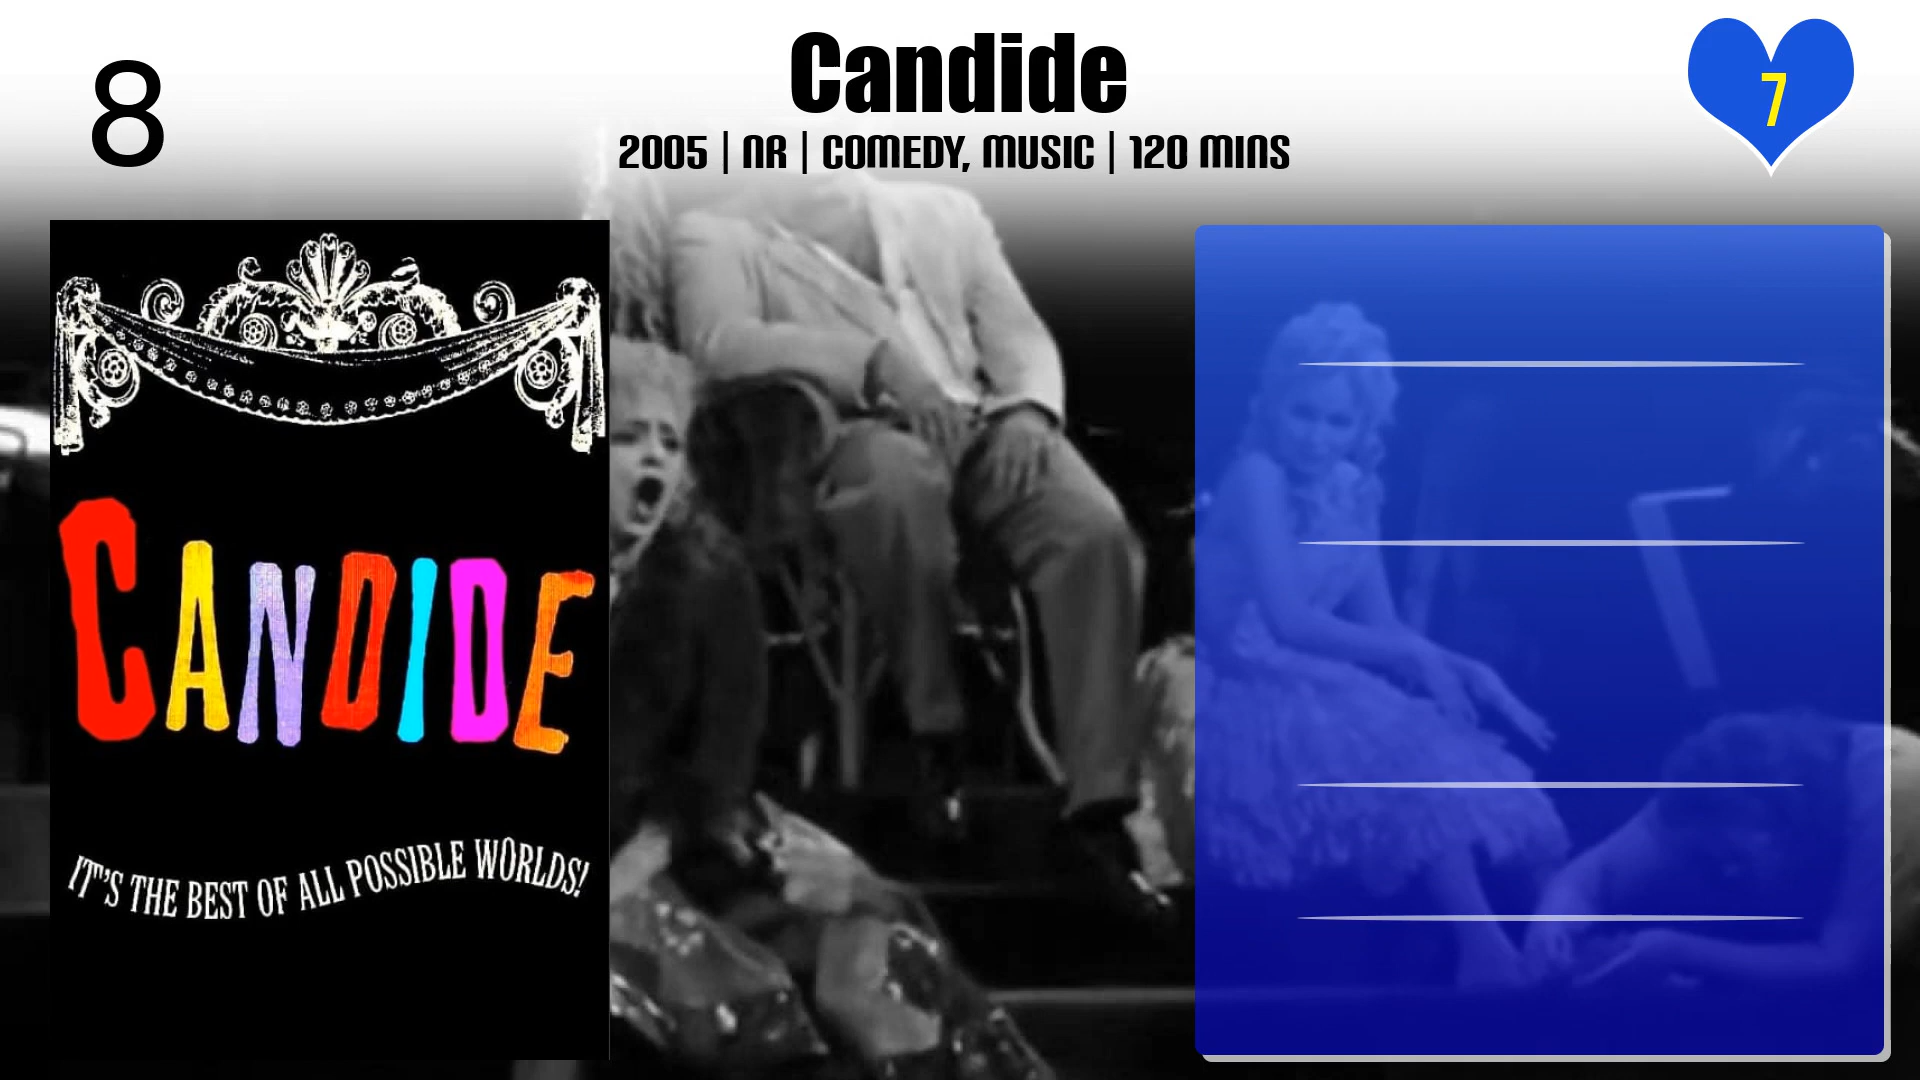 8
Candide
2005 | NR | COMEDY, MUSIC | 120 MINS
7
CANDIDE
IT'S THE BEST OF ALL POSSIBLE WORLDS!